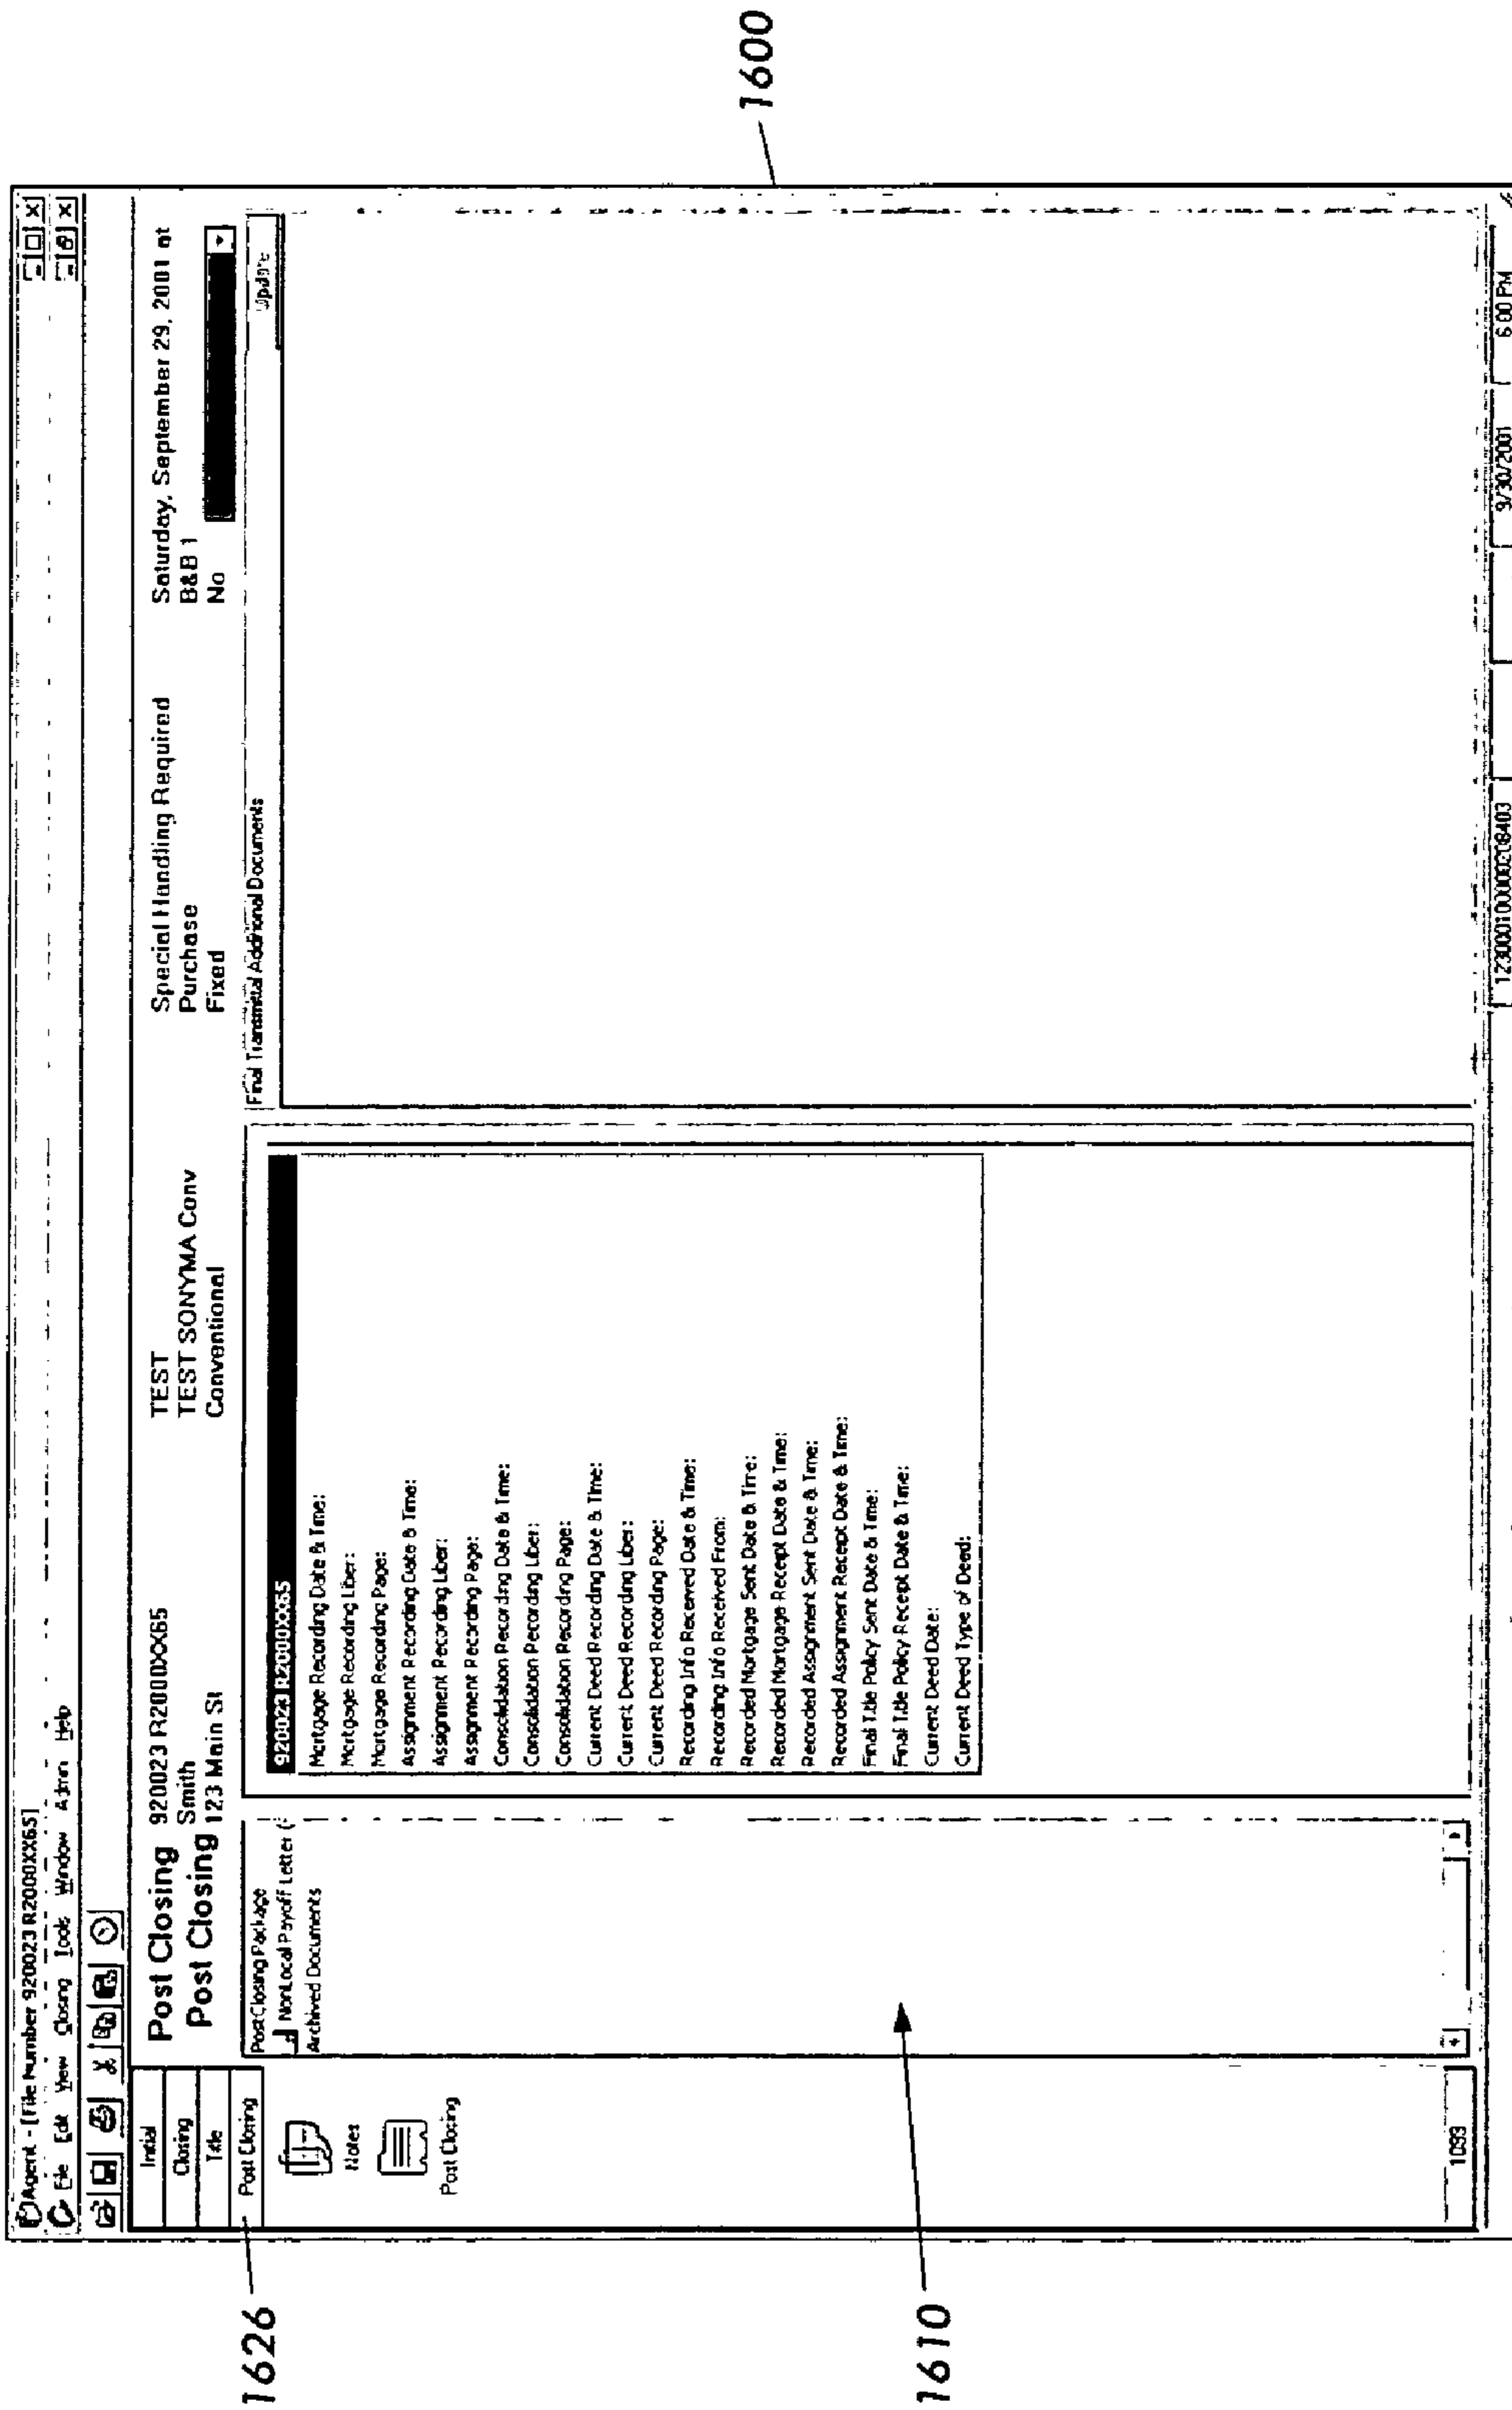 Agent - [File Number 920023 R2000XX65]
File Edit View Closing Tools Window Admin Help
Initial
Closing
Title
Post Closing
Notes
Post Closing
1093
Post Closing 920023 R2000XX65 TEST Special Handling Required Saturday, September 29, 2001 at
Smith TEST SONYMA Conv Purchase B&B 1
Post Closing 123 Main St Conventional Fixed No
Post Closing Package
NonLocal Payoff Letter (
Archived Documents
920023 R2000XX65
Mortgage Recording Date & Time:
Mortgage Recording Liber:
Mortgage Recording Page:
Assignment Recording Date & Time:
Assignment Recording Liber:
Assignment Recording Page:
Consolidation Recording Date & Time:
Consolidation Recording Liber:
Consolidation Recording Page:
Current Deed Recording Date & Time:
Current Deed Recording Liber:
Current Deed Recording Page:
Recording Info Received Date & Time:
Recording Info Received From:
Recorded Mortgage Sent Date & Time:
Recorded Mortgage Receipt Date & Time:
Recorded Assignment Sent Date & Time:
Recorded Assignment Receipt Date & Time:
Final Title Policy Sent Date & Time:
Final Title Policy Receipt Date & Time:
Current Deed Date:
Current Deed Type of Deed:
Final Transmittal Additional Documents
Update
9/30/2001 6:00 PM
1626
1610
1600